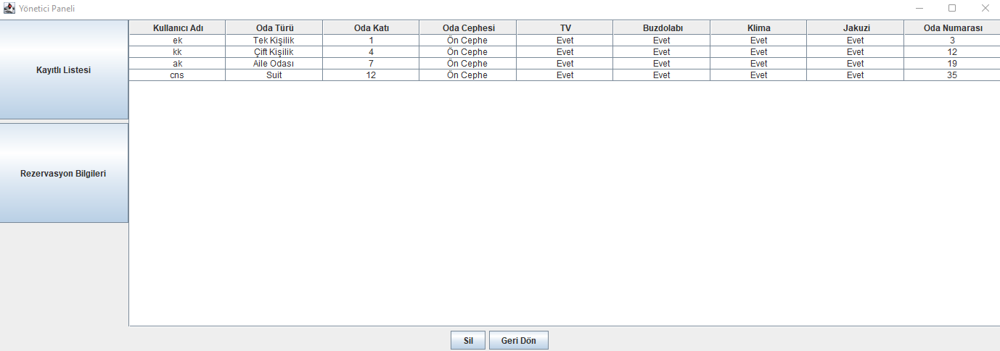 Yönetici Paneli
Kayıtlı Listesi
Rezervasyon Bilgileri
Kullanıcı Adı Oda Türü Oda Katı Oda Cephesi TV Buzdolabı Klima Jakuzi Oda Numarası
ek Tek Kişilik 1 Ön Cephe Evet Evet Evet Evet 3
kk Çift Kişilik 4 Ön Cephe Evet Evet Evet Evet 12
ak Aile Odası 7 Ön Cephe Evet Evet Evet Evet 19
cns Suit 12 Ön Cephe Evet Evet Evet Evet 35
Sil Geri Dön